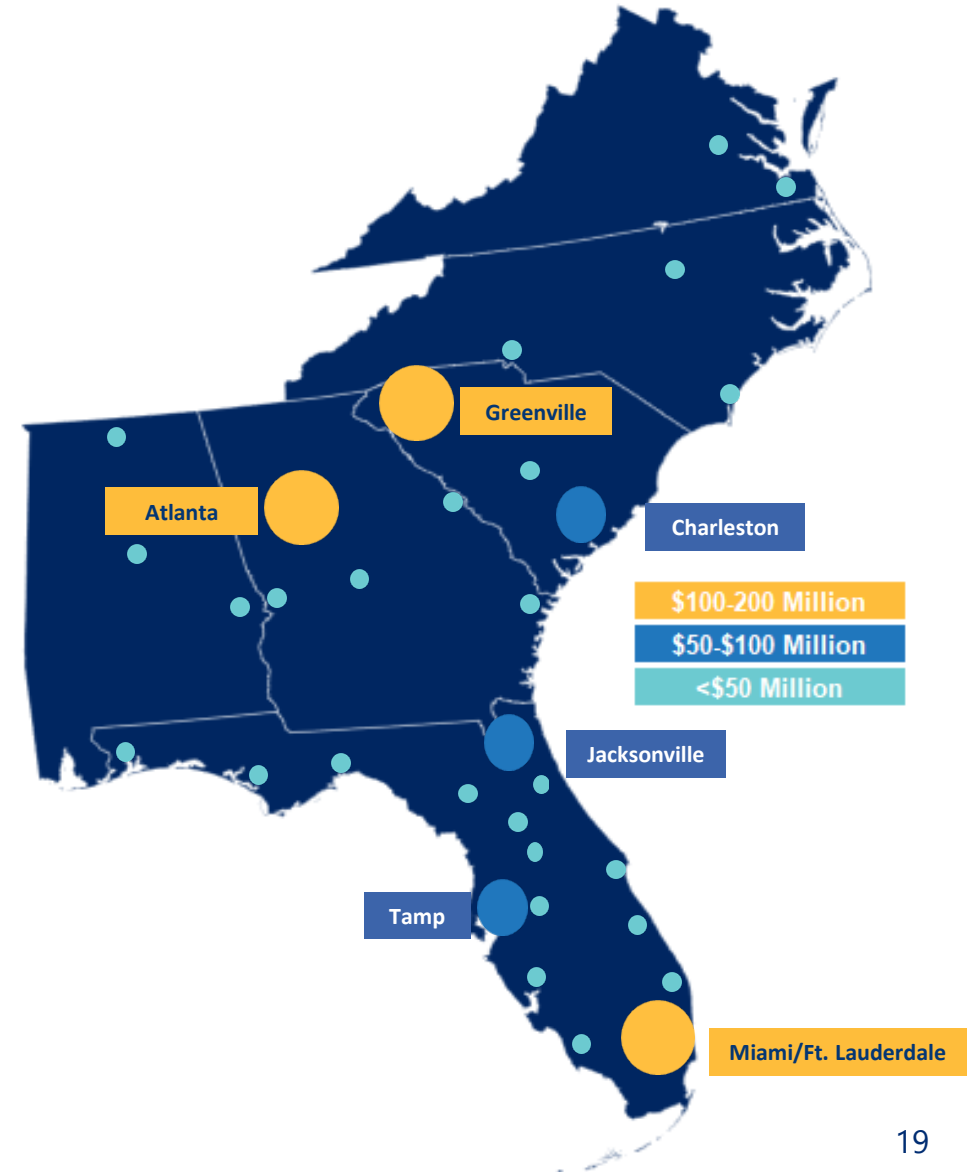 Greenville
Atlanta
Charleston
$100-200 Million
$50-$100 Million
<$50 Million
Jacksonville
Tamp
Miami/Ft. Lauderdale
19